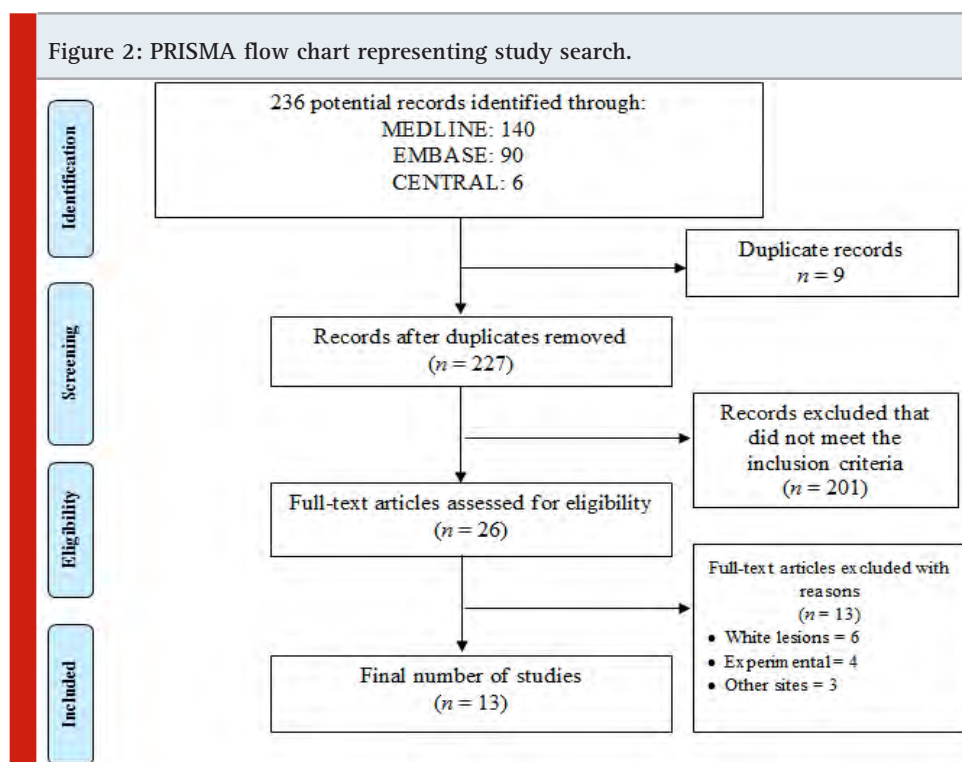 Figure 2: PRISMA flow chart representing study search.
Identification
236 potential records identified through:
MEDLINE: 140
EMBASE: 90
CENTRAL: 6
Duplicate records
n = 9
Screening
Records after duplicates removed
(n = 227)
Records excluded that
did not meet the
inclusion criteria
(n = 201)
Eligibility
Full-text articles assessed for eligibility
(n = 26)
Full-text articles excluded with
reasons
(n = 13)
• White lesions = 6
• Experimental = 4
• Other sites = 3
Included
Final number of studies
(n = 13)